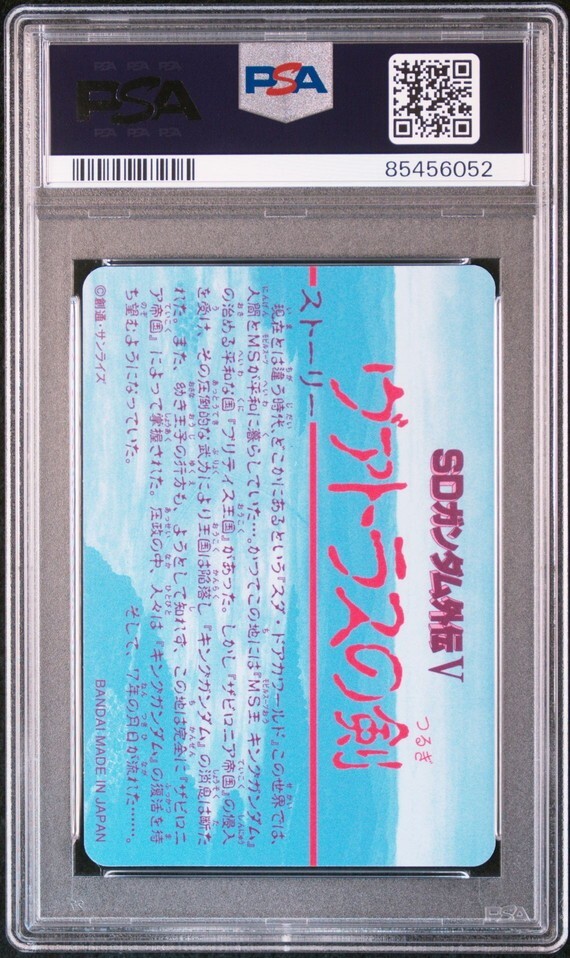 PSA
PSA
85456052
SDガンダム外伝V
ヴァトラスの剣
つるぎ
ストーリー
現在とは違う時代、どこかにあるという『スダ・ドアカワールド』この世界では、
人間とMSが平和に暮らしていた…。かつてこの地には『MS王 キングガンダム』
の治める平和な国『ブリティス王国』があった。しかし『ザビロニア帝国』の侵入
を受け、その圧倒的な武力により王国は陥落し『キングガンダム』の消息は断た
れた。また、幼き王子の行方も、ようとして知れず、この地は完全に『ザビロニ
ア帝国』によって掌握された。圧政の中、人々は『キングガンダム』の復活を待
ち望むようになっていた。
そして、17年の月日が流れた……。
©創通・サンライズ
BANDAI MADE IN JAPAN
PSA